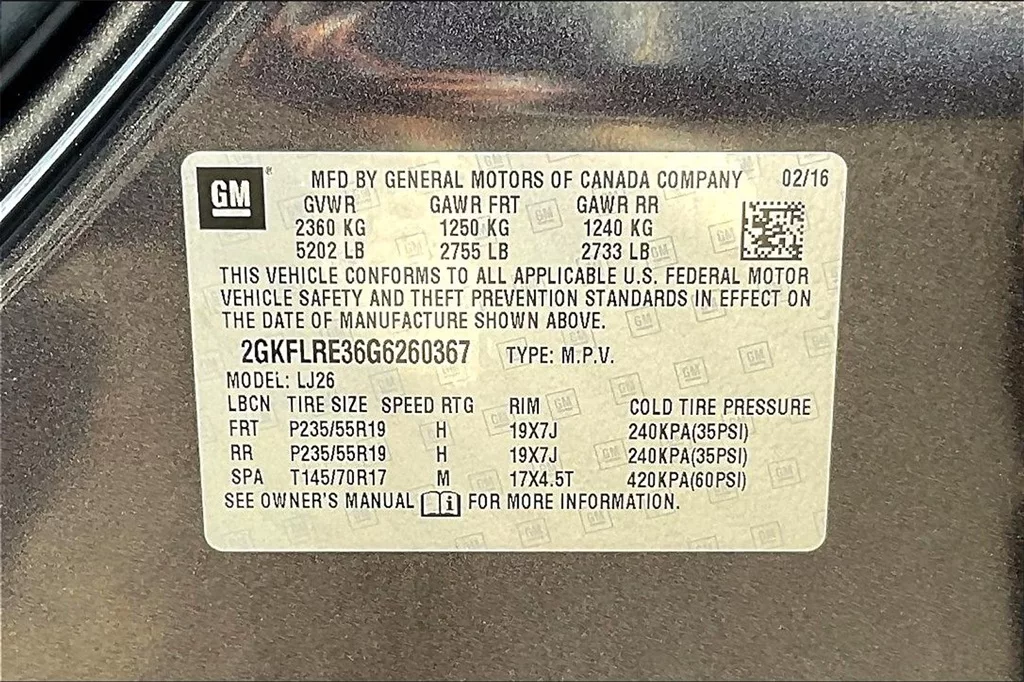 GM® MFD BY GENERAL MOTORS OF CANADA COMPANY 02/16
GVWR GAWR FRT GAWR RR
2360 KG 1250 KG 1240 KG
5202 LB 2755 LB 2733 LB
THIS VEHICLE CONFORMS TO ALL APPLICABLE U.S. FEDERAL MOTOR
VEHICLE SAFETY AND THEFT PREVENTION STANDARDS IN EFFECT ON
THE DATE OF MANUFACTURE SHOWN ABOVE.
2GKFLRE36G6260367 TYPE: M.P.V.
MODEL: LJ26
LBCN TIRE SIZE SPEED RTG RIM COLD TIRE PRESSURE
FRT P235/55R19 H 19X7J 240KPA(35PSI)
RR P235/55R19 H 19X7J 240KPA(35PSI)
SPA T145/70R17 M 17X4.5T 420KPA(60PSI)
SEE OWNER'S MANUAL i FOR MORE INFORMATION.